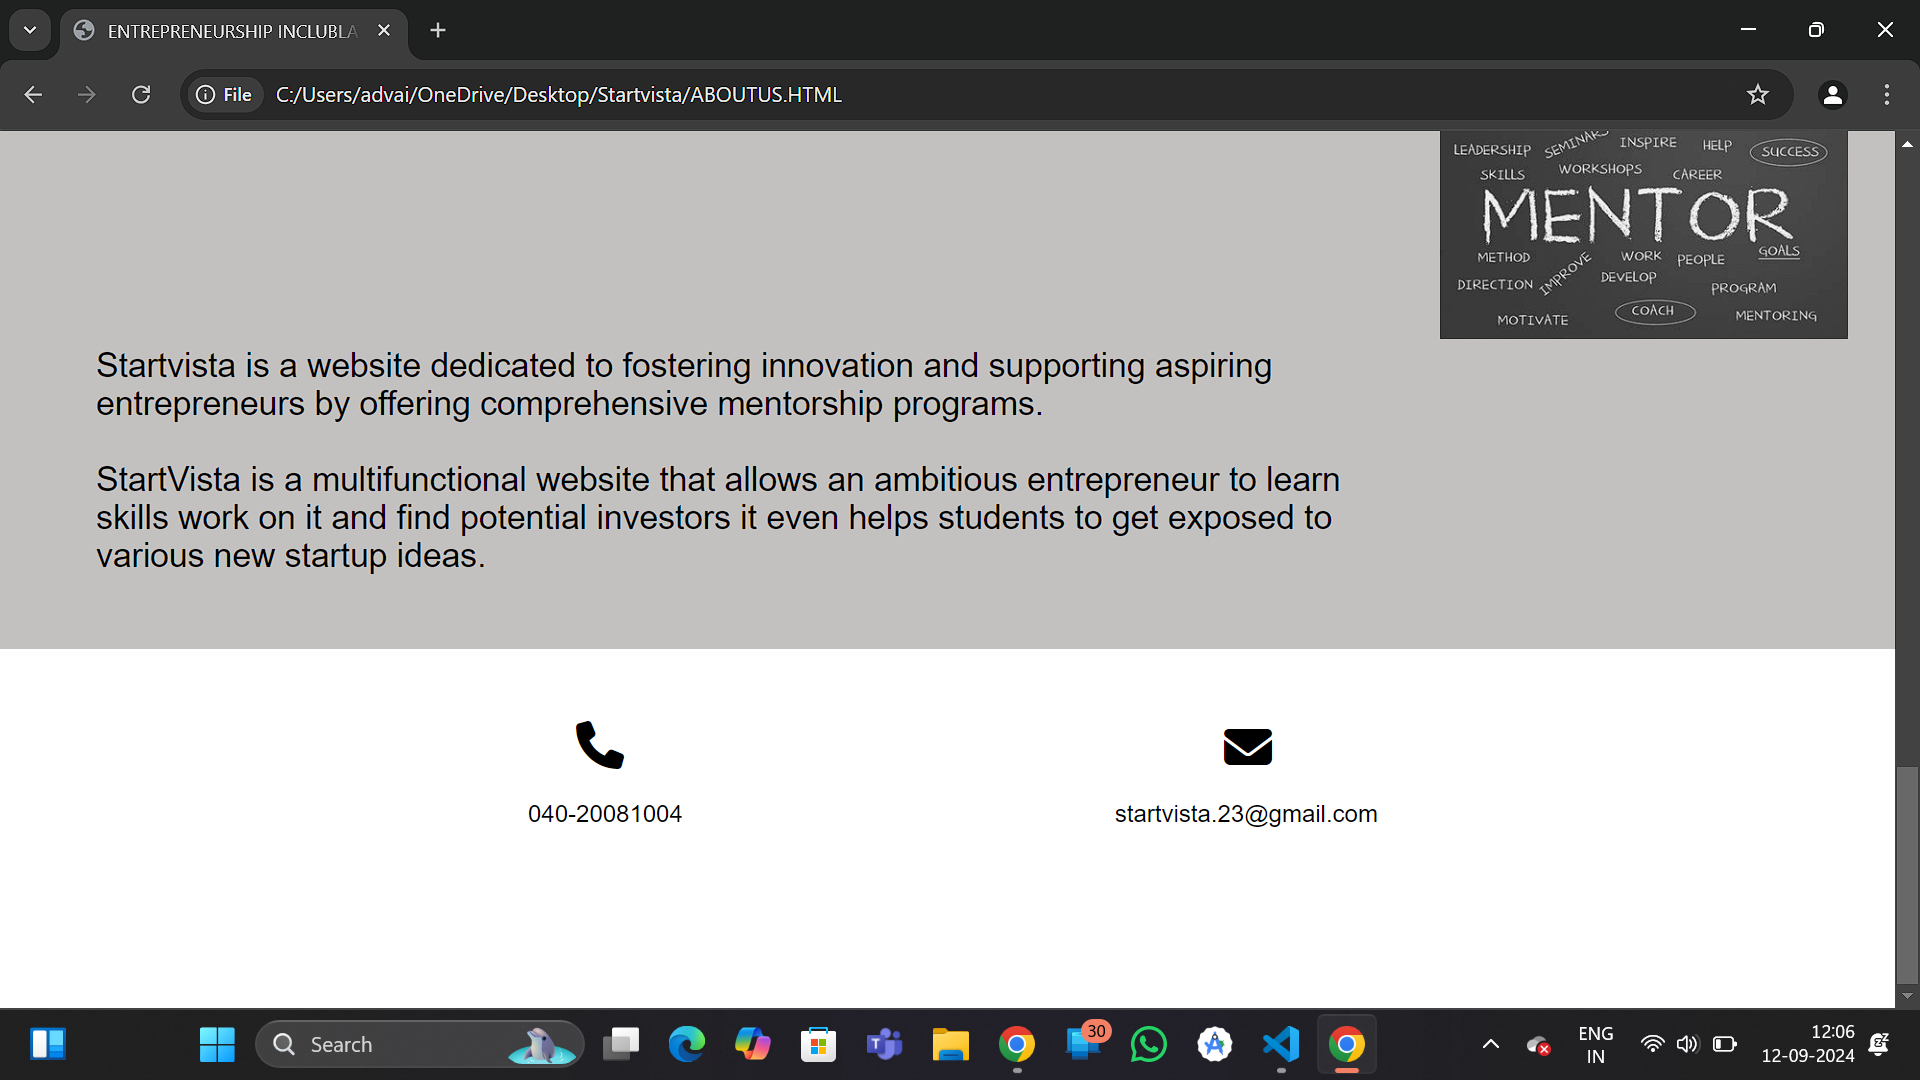 ENTREPRENEURSHIP INCLUBLA
File C:/Users/advai/OneDrive/Desktop/Startvista/ABOUTUS.HTML
LEADERSHIP SEMINARS INSPIRE HELP SUCCESS
SKILLS WORKSHOPS CAREER
MENTOR
METHOD IMPROVE WORK PEOPLE GOALS
DIRECTION DEVELOP PROGRAM
MOTIVATE COACH MENTORING
Startvista is a website dedicated to fostering innovation and supporting aspiring
entrepreneurs by offering comprehensive mentorship programs.
StartVista is a multifunctional website that allows an ambitious entrepreneur to learn
skills work on it and find potential investors it even helps students to get exposed to
various new startup ideas.
040-20081004
startvista.23@gmail.com
Search
30
ENG
IN
12:06
12-09-2024